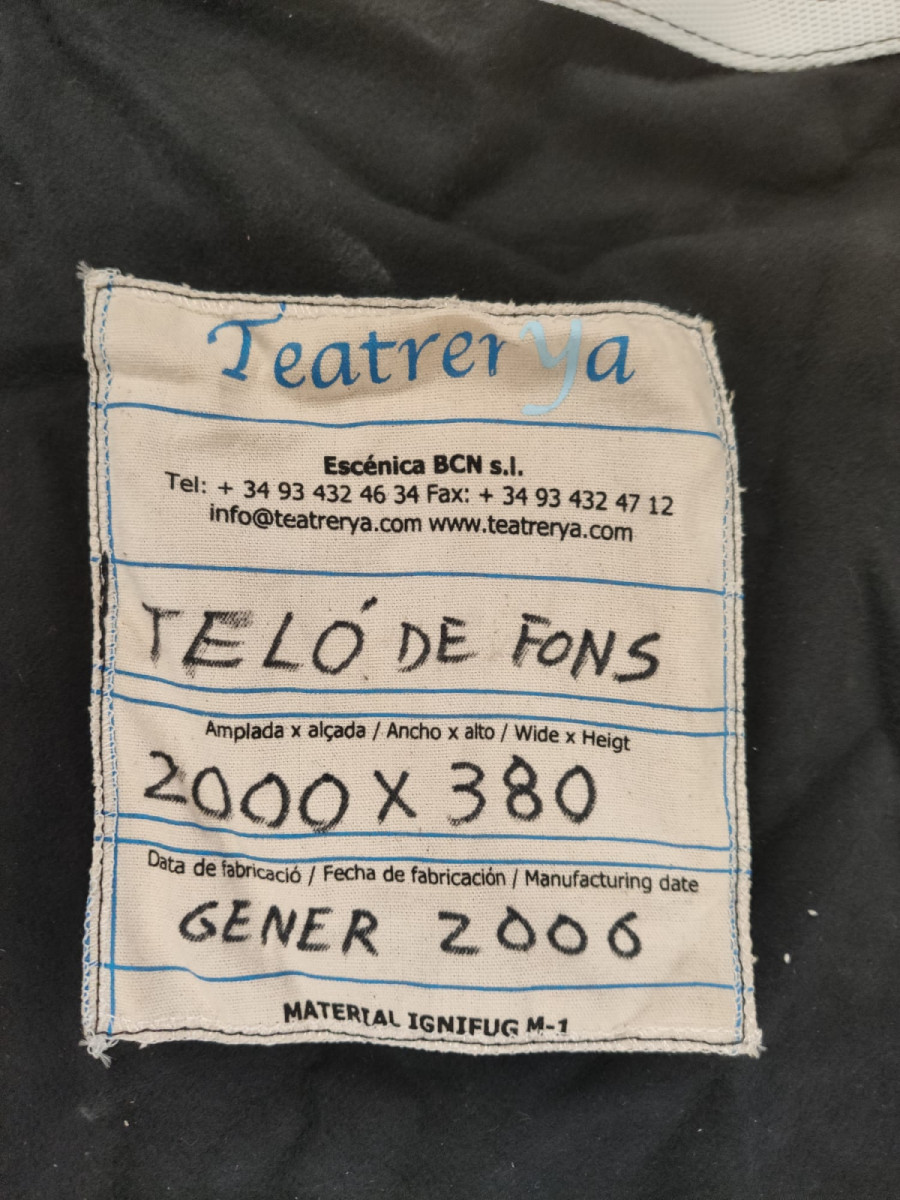 Teatrerya
Escénica BCN s.l.
Tel: + 34 93 432 46 34 Fax: + 34 93 432 47 12
info@teatrerya.com www.teatrerya.com
TELÓ DE FONS
Amplada x alçada / Ancho x alto / Wide x Heigt
2000 X 380
Data de fabricació / Fecha de fabricación / Manufacturing date
GENER 2006
MATERIAL IGNIFUG M-1